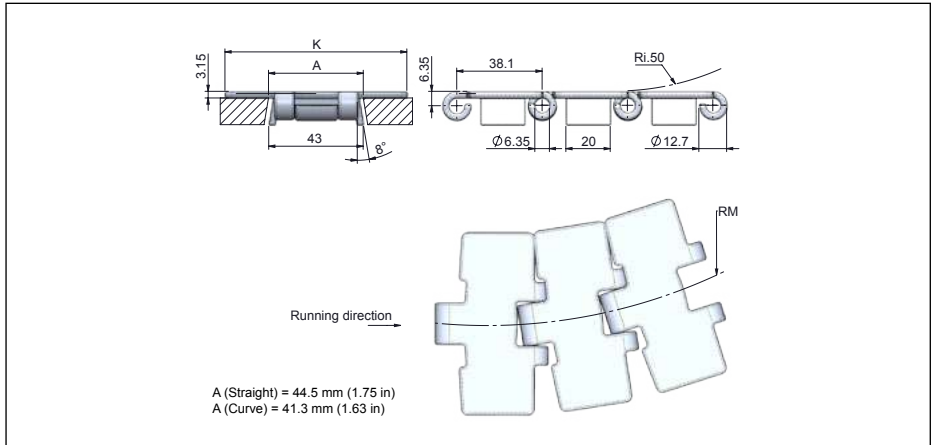 K
A
3.15
43
8°
6.35
38.1
Ri.50
Ø6.35
20
Ø12.7
RM
Running direction
A (Straight) = 44.5 mm (1.75 in)
A (Curve) = 41.3 mm (1.63 in)